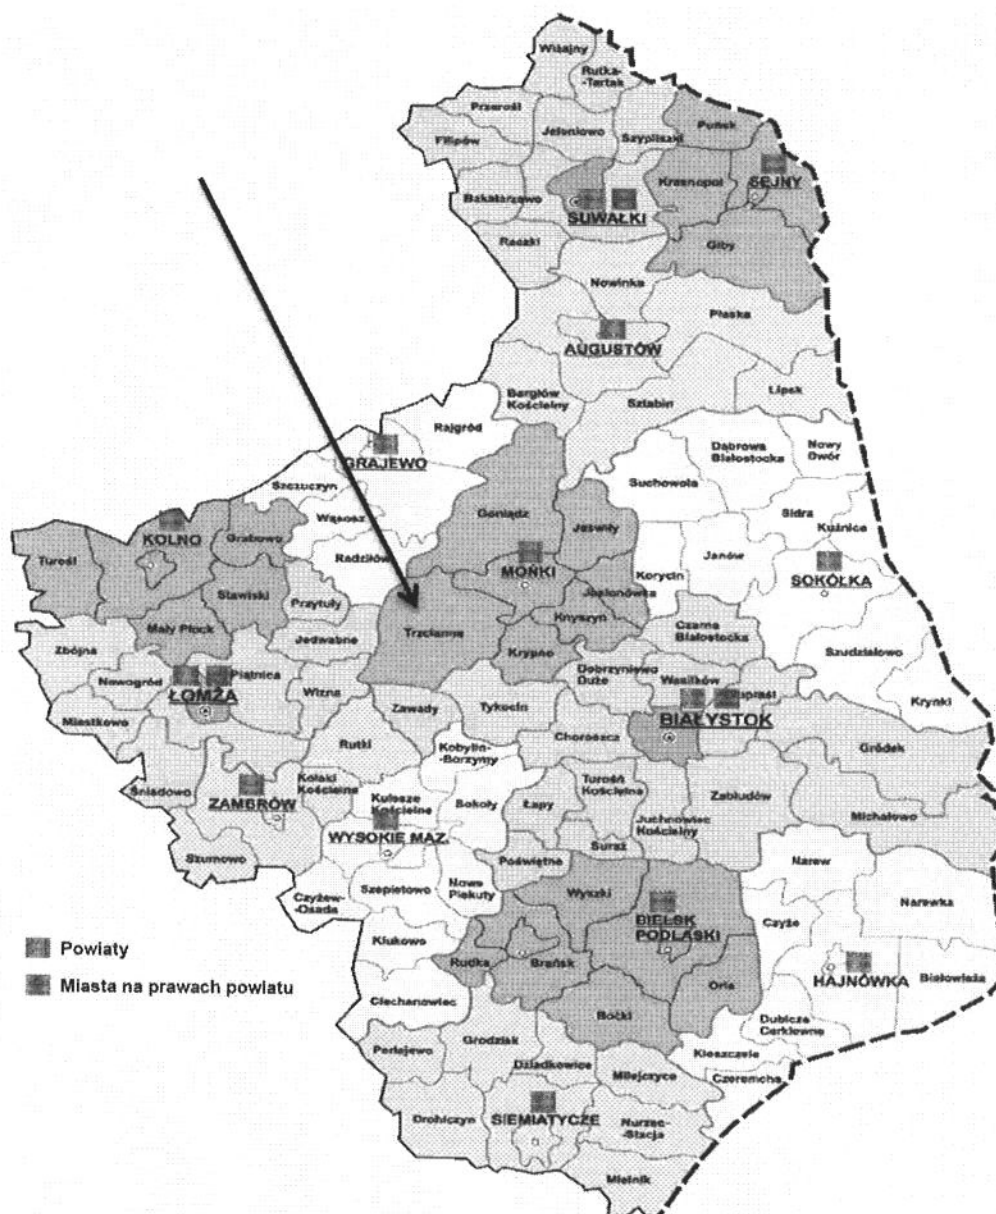 Wiżajny
Rutka-
-Tartak
Przerośl
Jeleniowo
Szypliszki
Puńsk
Filipów
Krasnopol
SEJNY
Bakałarzewo
SUWAŁKI
Raczki
Giby
Nowinka
Płaska
AUGUSTÓW
Bargłów
Kościelny
Sztabin
Lipsk
Rajgród
GRAJEWO
Dąbrowa
Białostocka
Nowy
Dwór
Szczuczyn
Suchowola
Goniądz
Sidra
Wąsosz
Jaświły
Kuźnica
KOLNO
Grabowo
Radziłów
MOŃKI
Janów
Turośl
Korycin
SOKÓŁKA
Stawiski
Przytuły
Jasionówka
Mały Płock
Trzcianne
Knyszyn
Czarna
Białostocka
Jedwabne
Zbójna
Krypno
Szudziałowo
Piątnica
Dobrzyniewo
Duże
Wasilków
Nowogród
ŁOMŻA
Wizna
Zawady
Tykocin
upraśl
Krynki
Miastkowo
BIAŁYSTOK
Rutki
Kobylin-
-Borzymy
Choroszcz
Gródek
Śniadowo
ZAMBRÓW
Kołaki
Kościelne
Kulesze
Kościelne
Sokoły
Łapy
Turośń
Kościelna
Zabłudów
Juchnowiec
Kościelny
Michałowo
WYSOKIE MAZ.
Suraż
Szumowo
Poświętne
Narew
Czyżew-
-Osada
Szepietowo
Nowe
Piekuty
Wyszki
BIELSK
PODLASKI
Czyże
Narewka
Klukowo
Powiaty
Rudka
Brańsk
HAJNÓWKA
Białowieża
Miasta na prawach powiatu
Ciechanowiec
Orla
Boćki
Dubicze
Cerkiewne
Perlejewo
Grodzisk
Dziadkowice
Kleszczele
Milejczyce
Czeremcha
Drohiczyn
SIEMIATYCZE
Nurzec-
-Stacja
Mielnik